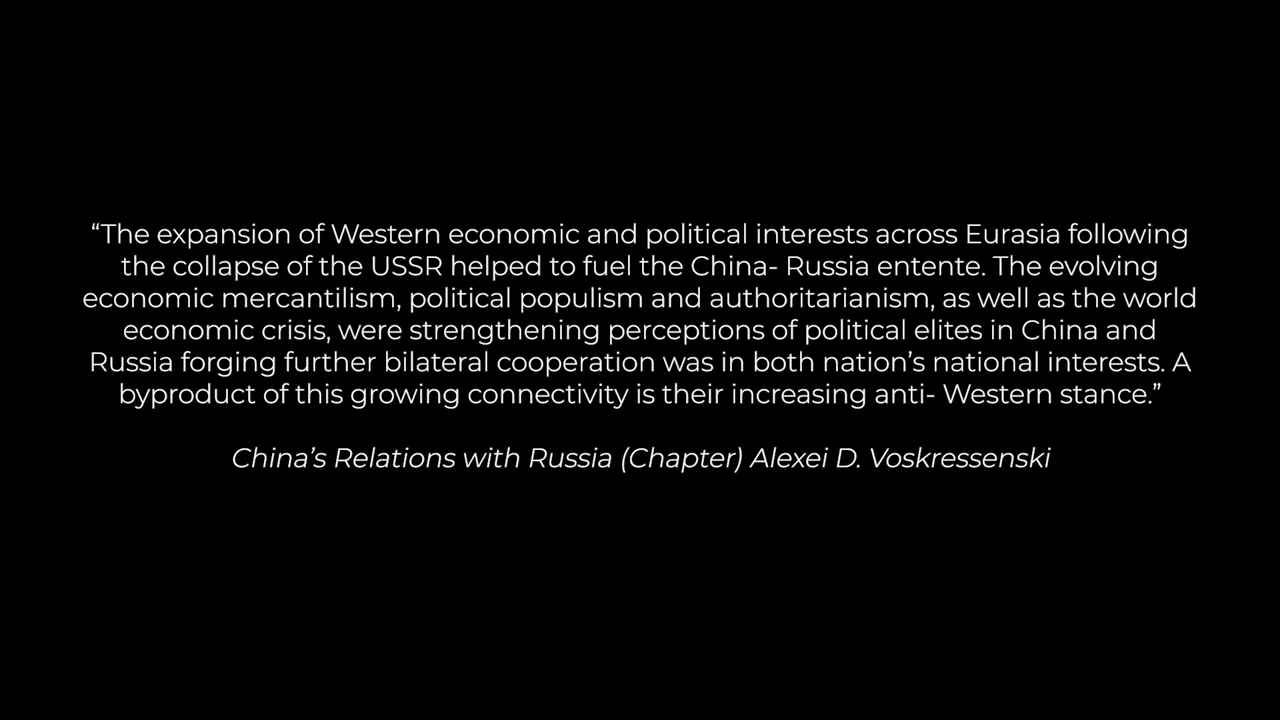 “The expansion of Western economic and political interests across Eurasia following
the collapse of the USSR helped to fuel the China- Russia entente. The evolving
economic mercantilism, political populism and authoritarianism, as well as the world
economic crisis, were strengthening perceptions of political elites in China and
Russia forging further bilateral cooperation was in both nation’s national interests. A
byproduct of this growing connectivity is their increasing anti- Western stance.”
China’s Relations with Russia (Chapter) Alexei D. Voskressenski